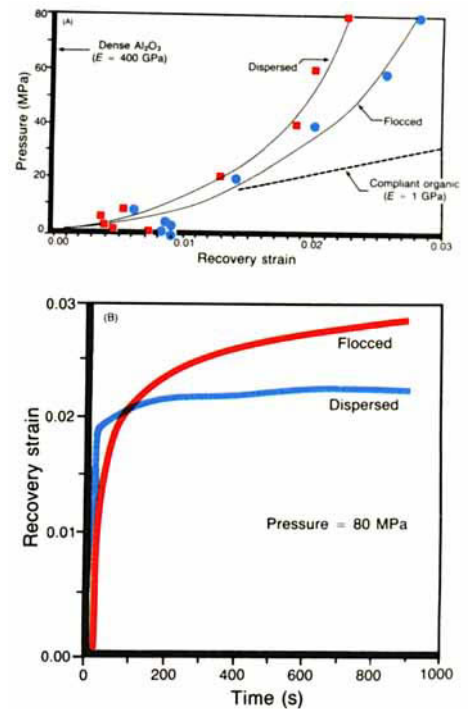 (A)
80
60
40
20
0
Pressure (MPa)
Dense Al₂O₃
(E = 400 GPa)
Dispersed
Flocced
Compliant organic
(E = 1 GPa)
0.00
0.01
0.02
0.03
Recovery strain
(B)
0.03
0.02
0.01
0.00
Recovery strain
Flocced
Dispersed
Pressure = 80 MPa
0
200
400
600
800
1000
Time (s)